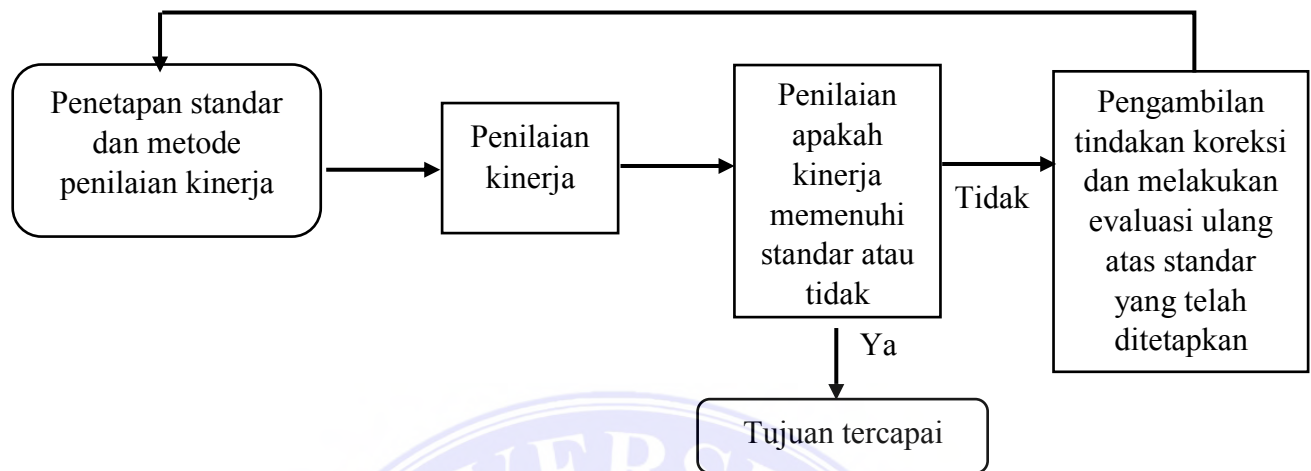 Penetapan standar
dan metode
penilaian kinerja
Penilaian
kinerja
Penilaian
apakah
kinerja
memenuhi
standar atau
tidak
Tidak
Pengambilan
tindakan koreksi
dan melakukan
evaluasi ulang
atas standar
yang telah
ditetapkan
Ya
Tujuan tercapai